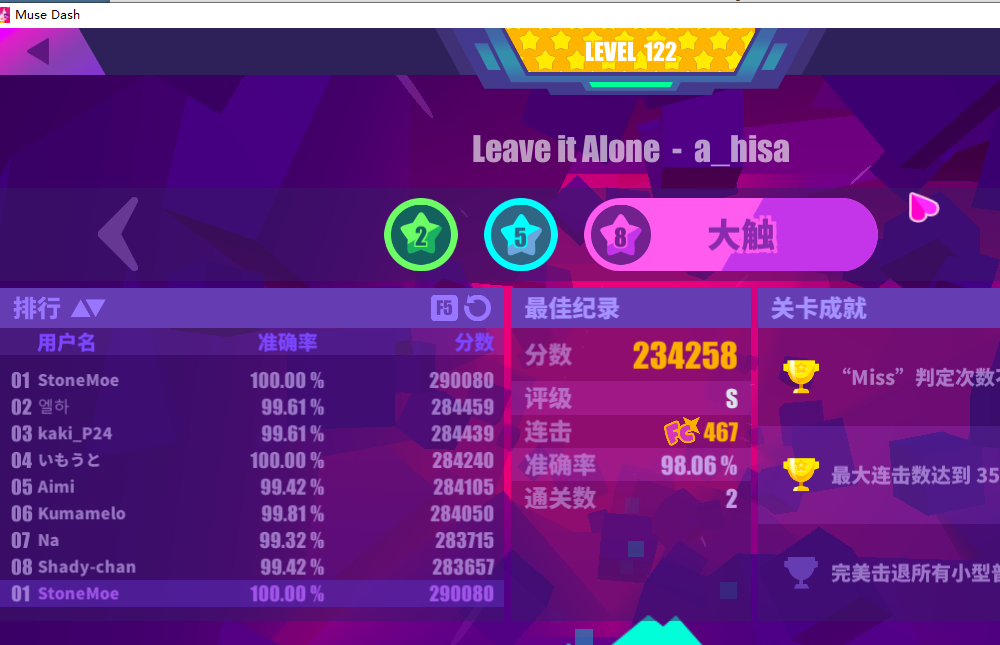 Muse Dash
LEVEL 122
Leave it Alone - a_hisa
2
5
8
大触
排行
F5
用户名 准确率 分数
01 StoneMoe 100.00 % 290080
02 엘하 99.61 % 284459
03 kaki_P24 99.61 % 284439
04 いもうと 100.00 % 284240
05 Aimi 99.42 % 284105
06 Kumamelo 99.81 % 284050
07 Na 99.32 % 283715
08 Shady-chan 99.42 % 283657
01 StoneMoe 100.00 % 290080
最佳纪录
分数 234258
评级 S
连击 FC 467
准确率 98.06 %
通关数 2
关卡成就
“Miss”判定次数不
最大连击数达到 35
完美击退所有小型普